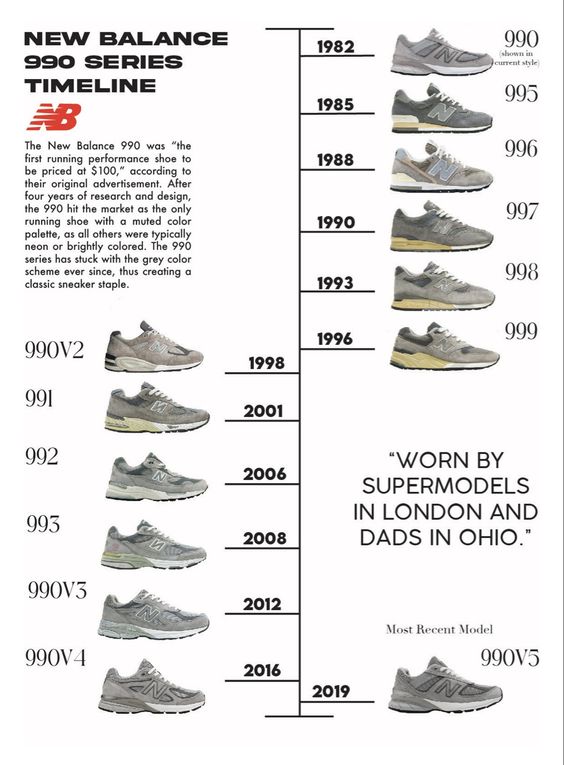 NEW BALANCE
990 SERIES
TIMELINE
NB
The New Balance 990 was "the
first running performance shoe to
be priced at $100," according to
their original advertisement. After
four years of research and design,
the 990 hit the market as the only
running shoe with a muted color
palette, as all others were typically
neon or brightly colored. The 990
series has stuck with the grey color
scheme ever since, thus creating a
classic sneaker staple.
1982
990
(shown in
current style)
1985
995
1988
996
1990
997
1993
998
1996
999
990V2
1998
991
2001
992
2006
993
2008
990V3
2012
990V4
2016
"WORN BY
SUPERMODELS
IN LONDON AND
DADS IN OHIO."
Most Recent Model
990V5
2019